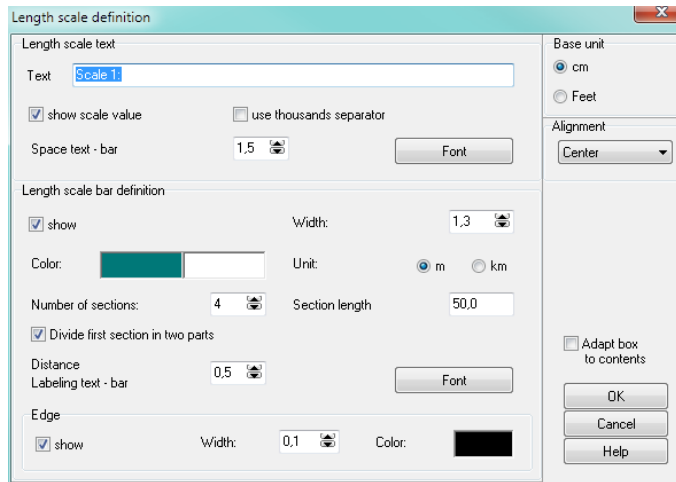 Length scale definition
Length scale text
Text Scale 1:
show scale value use thousands separator
Space text - bar 1,5 Font
Length scale bar definition
show Width: 1,3
Color: Unit: m km
Number of sections: 4 Section length 50,0
Divide first section in two parts
Distance
Labeling text - bar 0,5 Font
Edge
show Width: 0,1 Color:
Base unit
cm
Feet
Alignment
Center
Adapt box
to contents
OK
Cancel
Help